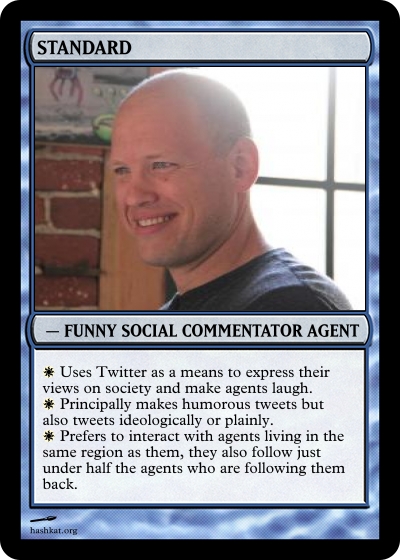 STANDARD
— FUNNY SOCIAL COMMENTATOR AGENT
⁕ Uses Twitter as a means to express their
views on society and make agents laugh.
⁕ Principally makes humorous tweets but
also tweets ideologically or plainly.
⁕ Prefers to interact with agents living in the
same region as them, they also follow just
under half the agents who are following them
back.
hashkat.org